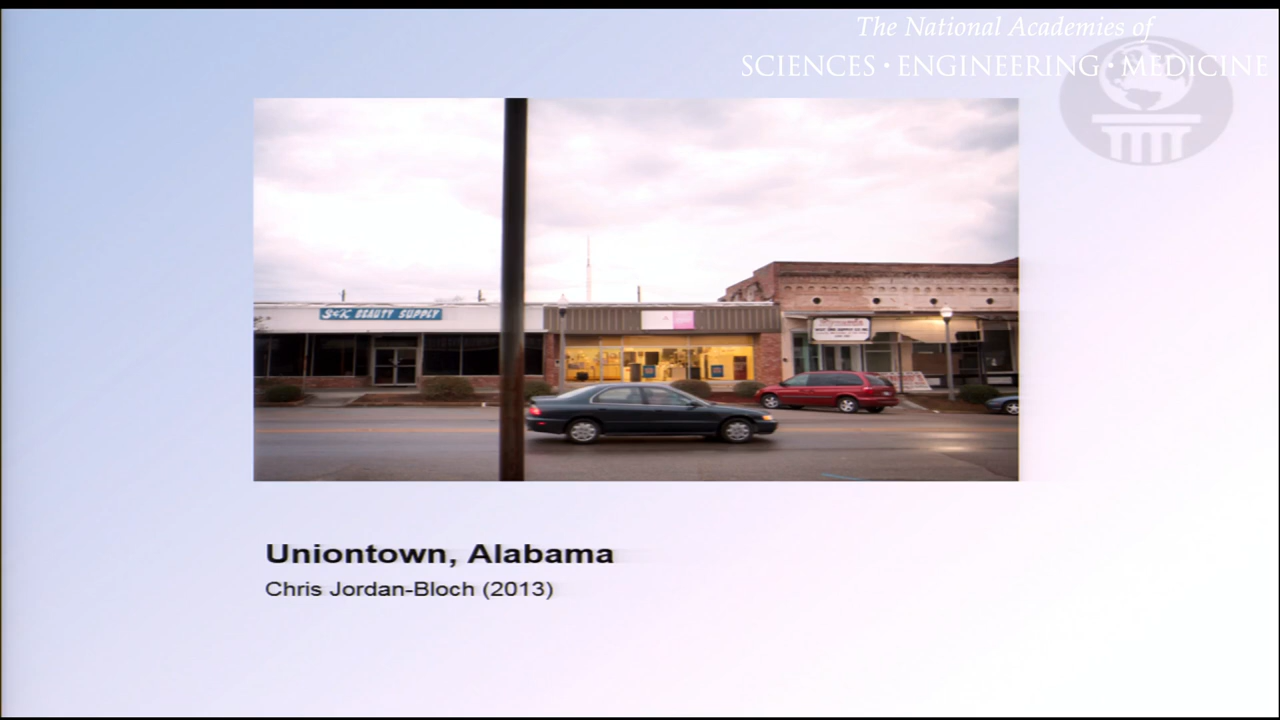 The National Academies of
SCIENCES · ENGINEERING · MEDICINE
S&K BEAUTY SUPPLY
Uniontown, Alabama
Chris Jordan-Bloch (2013)